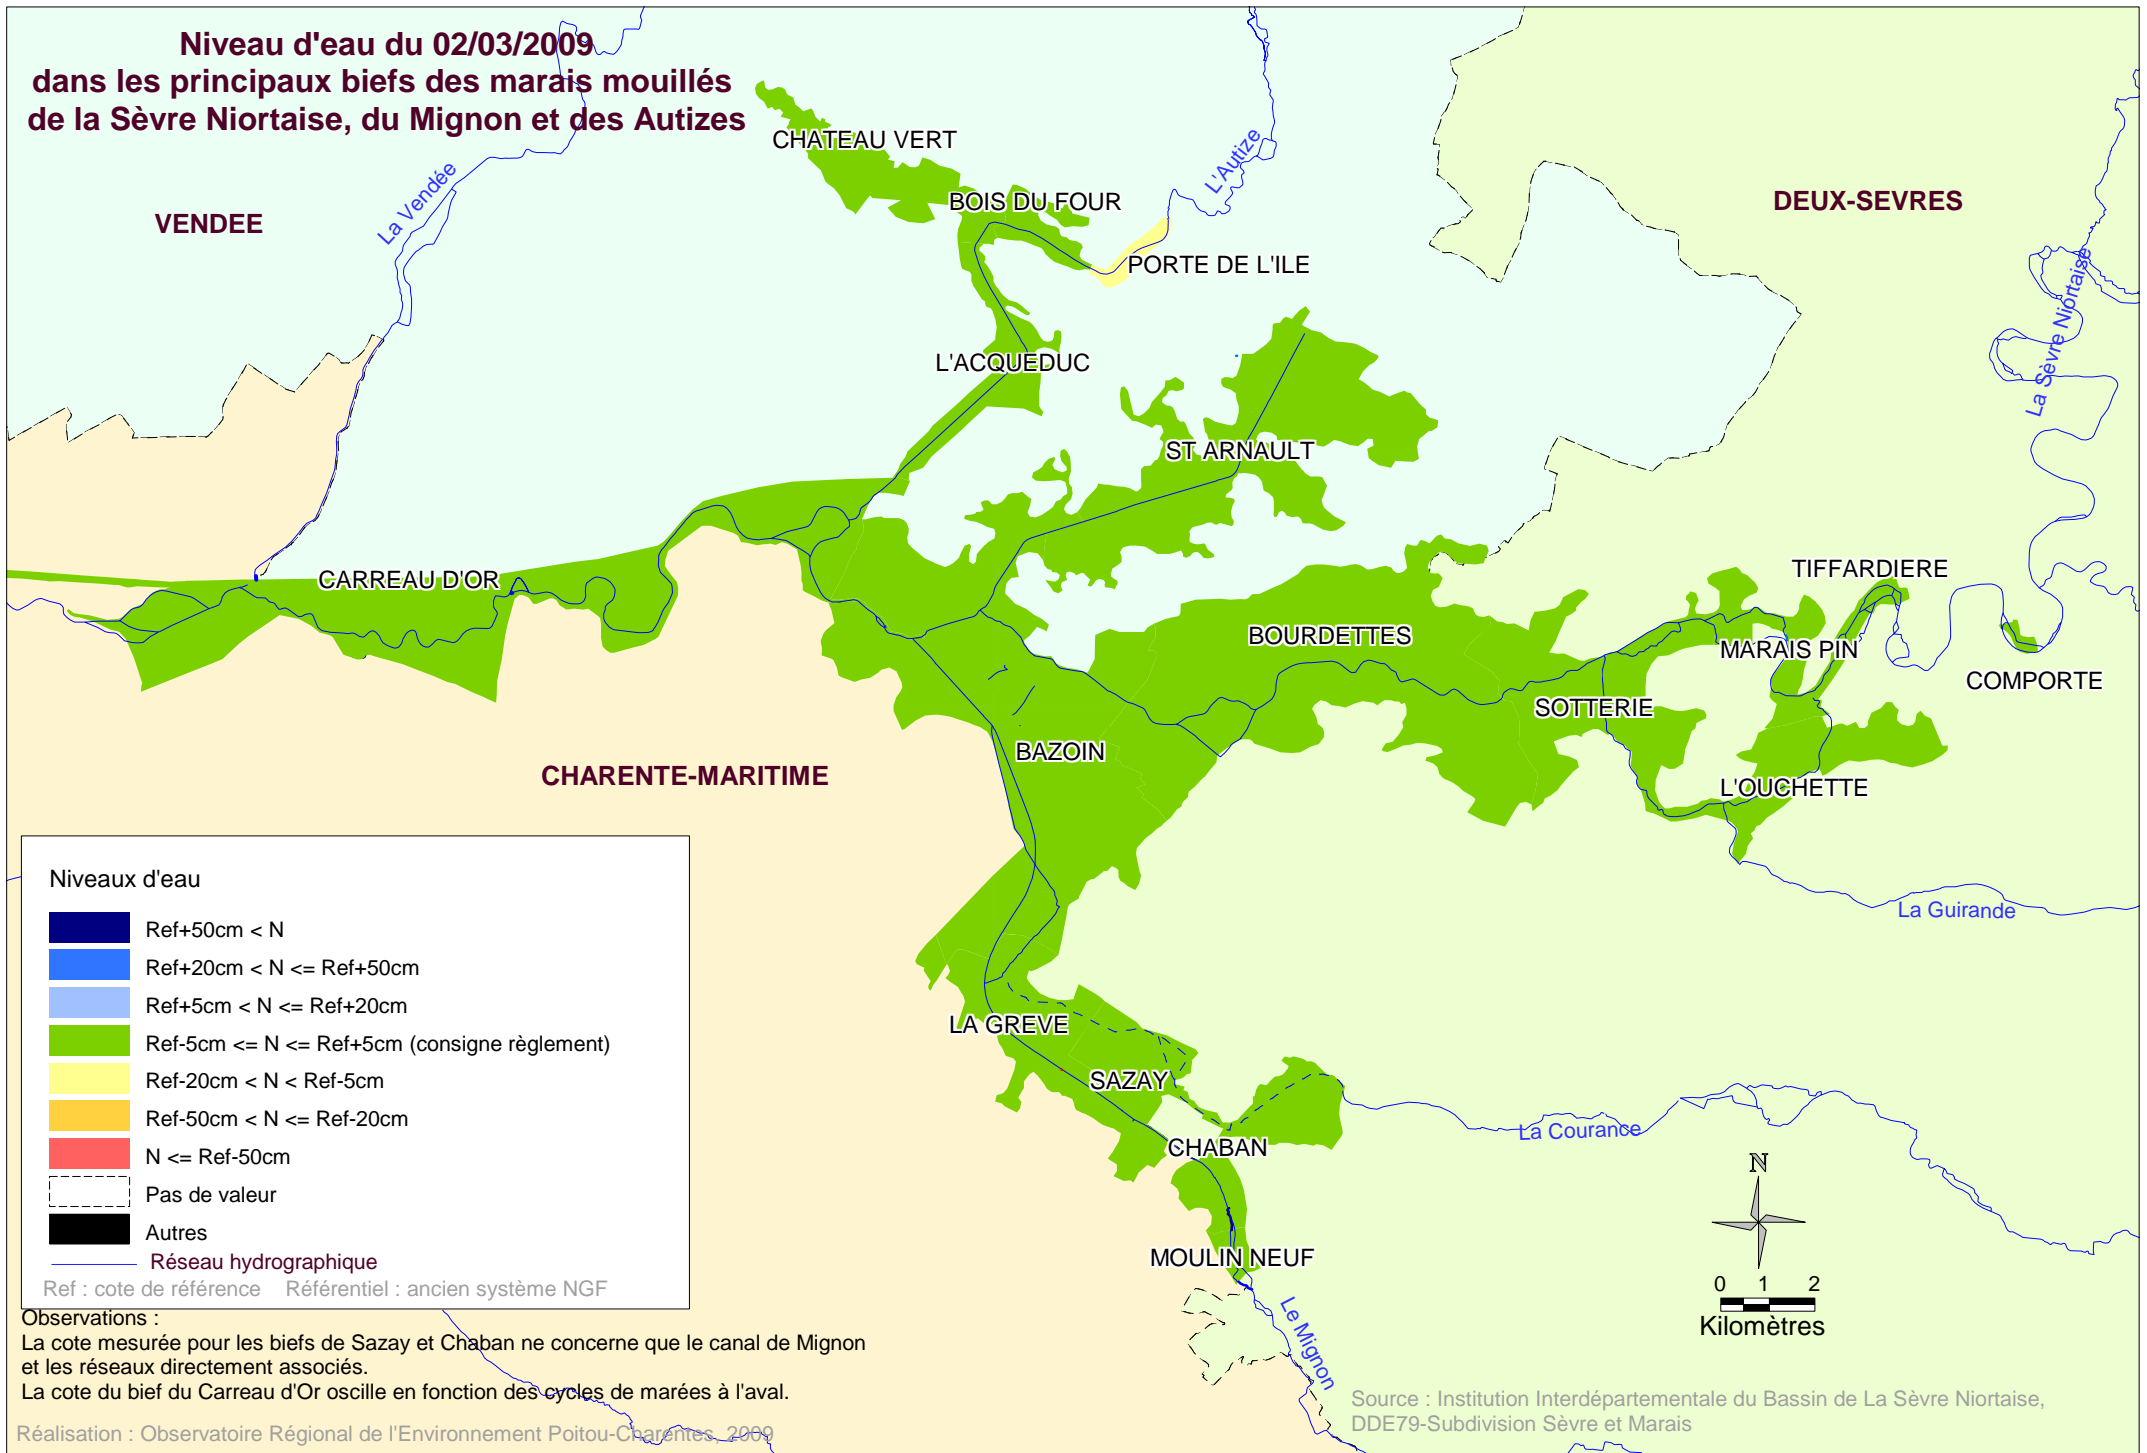 Niveau d'eau du 02/03/2009
dans les principaux biefs des marais mouillés
de la Sèvre Niortaise, du Mignon et des Autizes
CHATEAU VERT
L'Autize
La Vendée
VENDEE
BOIS DU FOUR
DEUX-SEVRES
PORTE DE L'ILE
La Sèvre Niortaise
L'ACQUEDUC
ST ARNAULT
CARREAU D'OR
TIFFARDIERE
BOURDETTES
MARAIS PIN
COMPORTE
SOTTERIE
BAZOIN
CHARENTE-MARITIME
L'OUCHETTE
La Guirande
LA GREVE
SAZAY
La Courance
CHABAN
MOULIN NEUF
Le Mignon
Niveaux d'eau
Ref+50cm < N
Ref+20cm < N <= Ref+50cm
Ref+5cm < N <= Ref+20cm
Ref-5cm <= N <= Ref+5cm (consigne règlement)
Ref-20cm < N < Ref-5cm
Ref-50cm < N <= Ref-20cm
N <= Ref-50cm
Pas de valeur
Autres
Réseau hydrographique
Ref : cote de référence Référentiel : ancien système NGF
N
0 1 2
Kilomètres
Observations :
La cote mesurée pour les biefs de Sazay et Chaban ne concerne que le canal de Mignon
et les réseaux directement associés.
La cote du bief du Carreau d'Or oscille en fonction des cycles de marées à l'aval.
Réalisation : Observatoire Régional de l'Environnement Poitou-Charentes, 2009
Source : Institution Interdépartementale du Bassin de La Sèvre Niortaise,
DDE79-Subdivision Sèvre et Marais